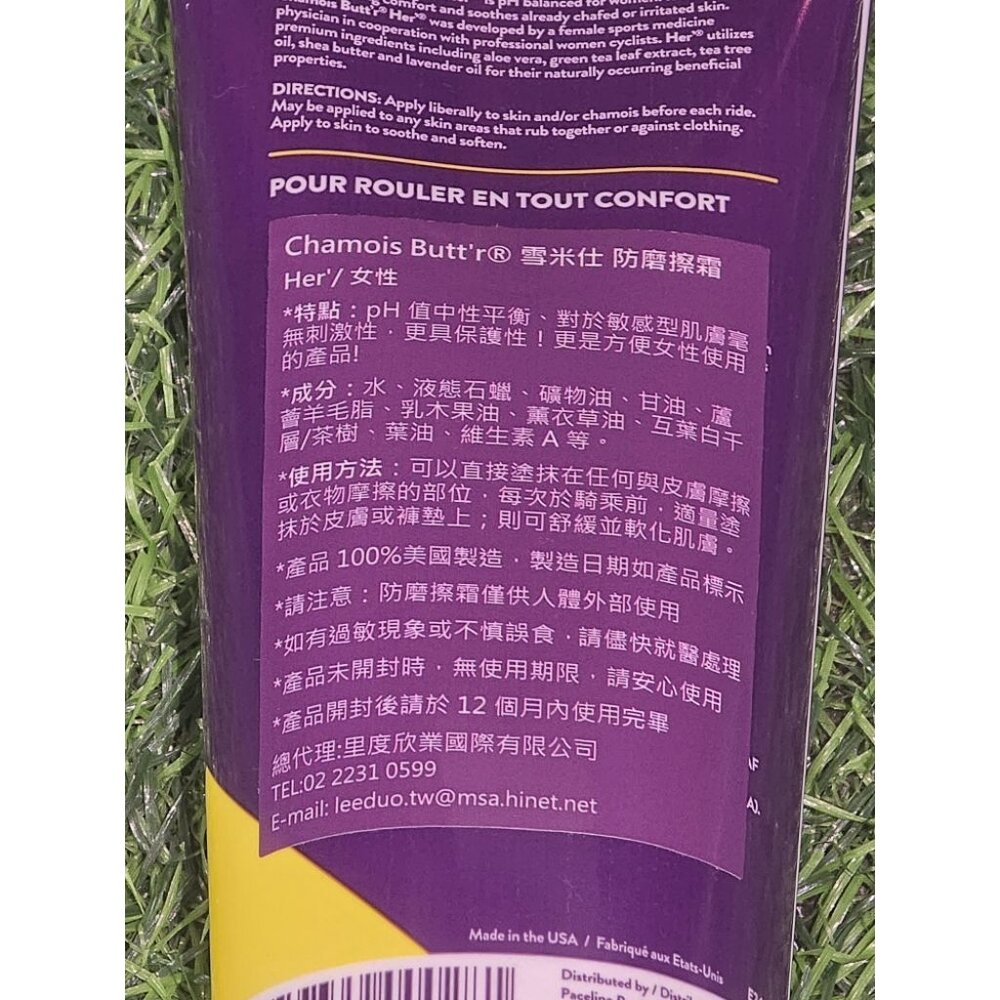 is pH balanced for
comfort and soothes already chafed or irritated skin.
Chamois Butt'r® Her'® was developed by a female sports medicine
physician in cooperation with professional women cyclists. Her'® utilizes
premium ingredients including aloe vera, green tea leaf extract, tea tree
oil, shea butter and lavender oil for their naturally occurring beneficial
properties.
DIRECTIONS: Apply liberally to skin and/or chamois before each ride.
May be applied to any skin areas that rub together or against clothing.
Apply to skin to soothe and soften.
POUR ROULER EN TOUT CONFORT
Chamois Butt'r® 雪米仕 防磨擦霜
Her'/ 女性
*特點：pH 值中性平衡、對於敏感型肌膚毫
無刺激性，更具保護性！更是方便女性使用
的產品!
*成分：水、液態石蠟、礦物油、甘油、蘆
薈羊毛脂、乳木果油、薰衣草油、互葉白千
層/茶樹、葉油、維生素 A 等。
*使用方法：可以直接塗抹在任何與皮膚摩擦
或衣物摩擦的部位，每次於騎乘前，適量塗
抹於皮膚或褲墊上；則可舒緩並軟化肌膚。
*產品 100%美國製造，製造日期如產品標示
*請注意：防磨擦霜僅供人體外部使用
*如有過敏現象或不慎誤食，請儘快就醫處理
*產品未開封時，無使用期限，請安心使用
*產品開封後請於 12 個月內使用完畢
總代理:里度欣業國際有限公司
TEL:02 2231 0599
E-mail: leeduo.tw@msa.hinet.net
Made in the USA / Fabriqué aux Etats-Unis
Distributed by /